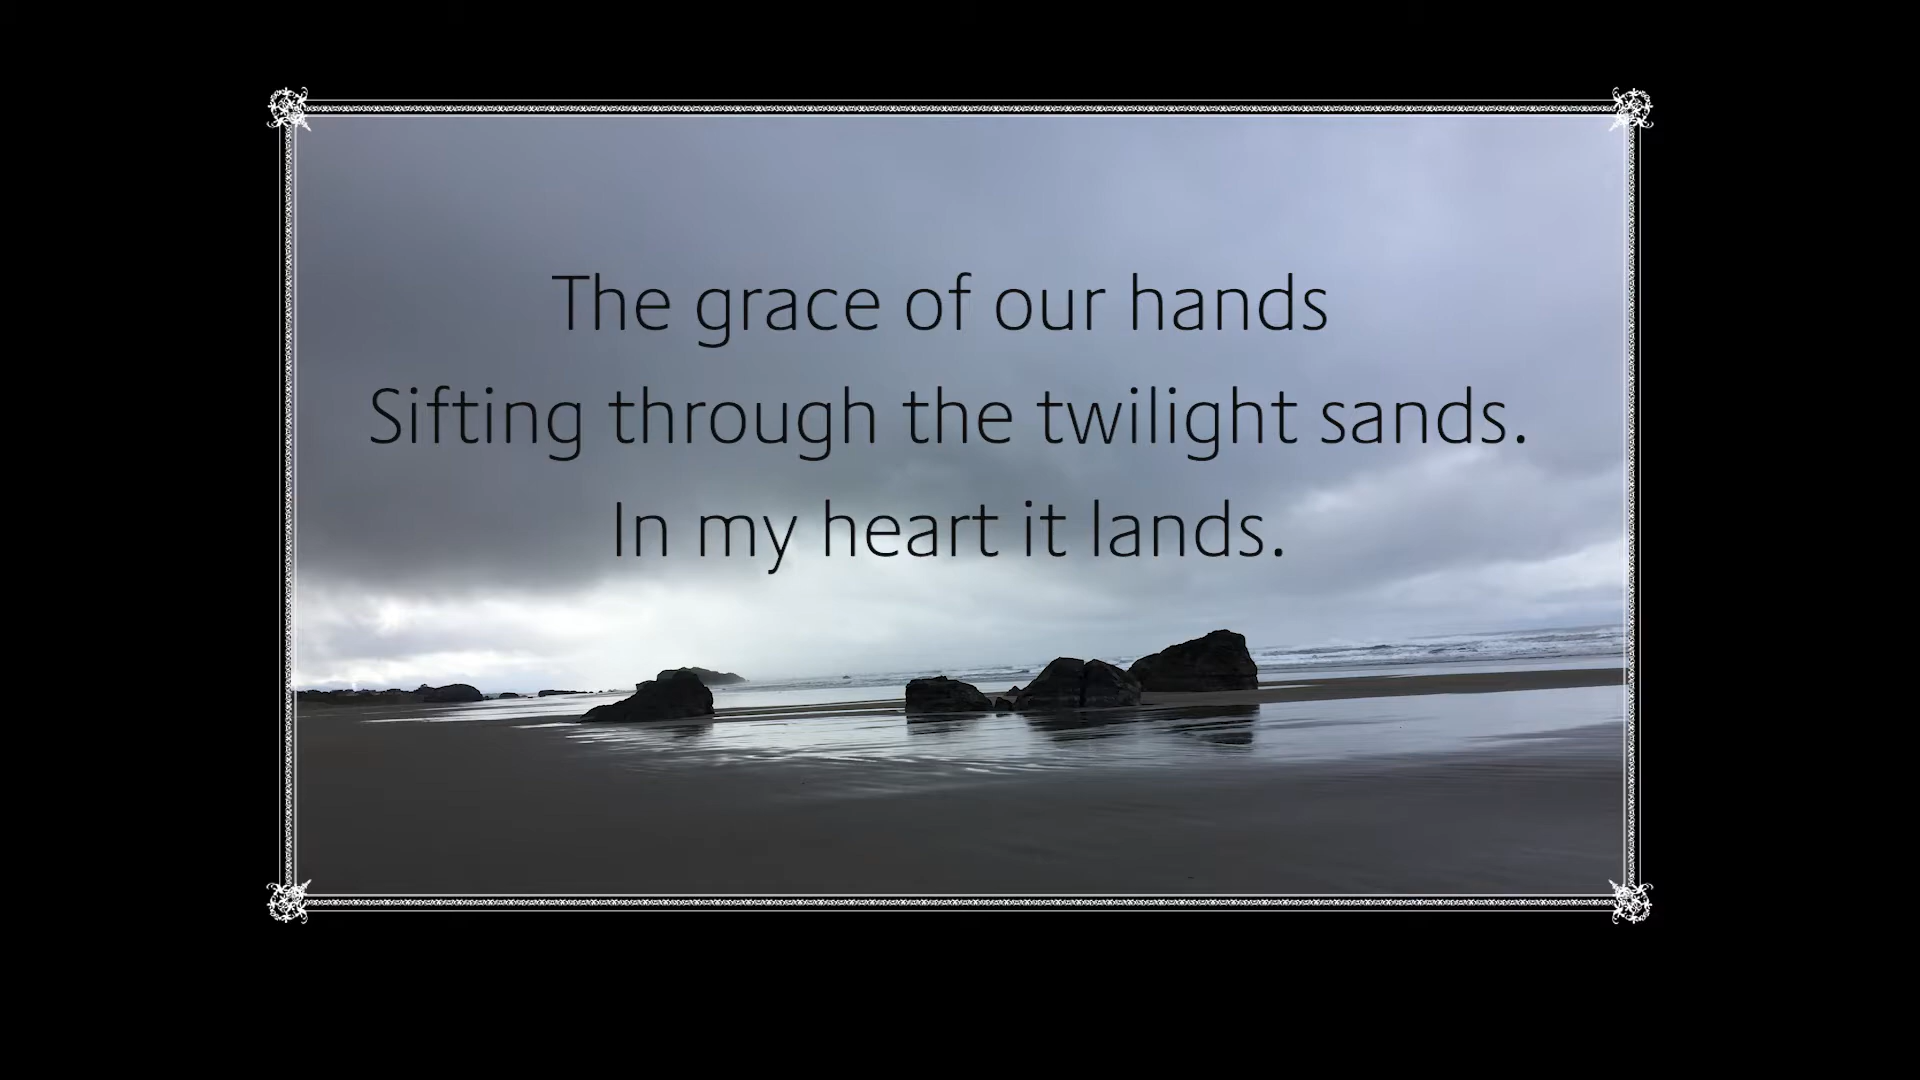 The grace of our hands
Sifting through the twilight sands.
In my heart it lands.